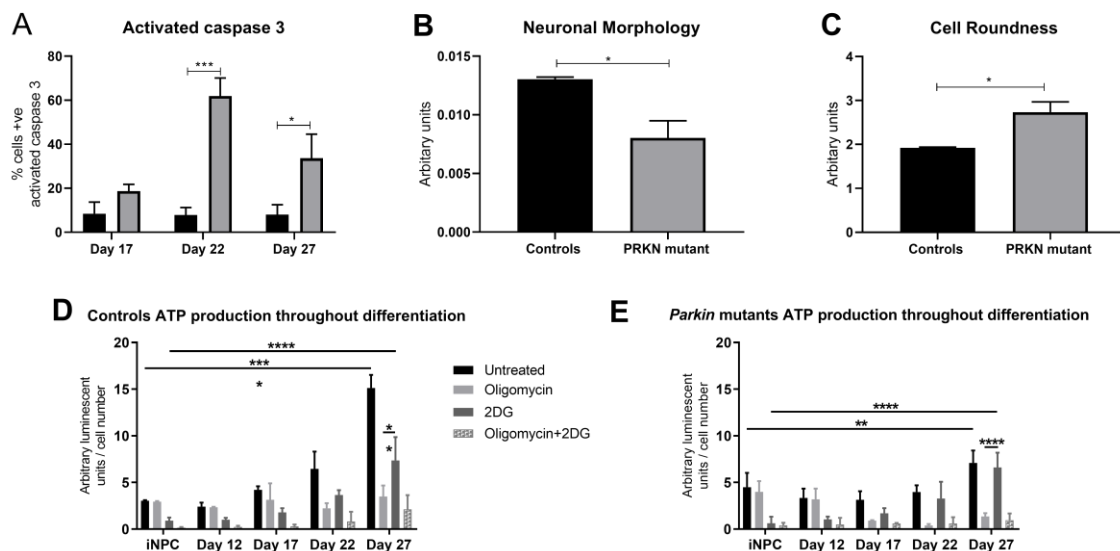 A
Activated caspase 3
% cells +ve
activated caspase 3
80
60
40
20
0
***
*
Day 17
Day 22
Day 27
B
Neuronal Morphology
Arbitary units
0.015
0.010
0.005
0.000
*
Controls
PRKN mutant
C
Cell Roundness
Arbitary units
4
3
2
1
0
*
Controls
PRKN mutant
D
Controls ATP production throughout differentiation
Arbitrary luminescent
units / cell number
20
15
10
5
0
****
***
*
*
*
iNPC
Day 12
Day 17
Day 22
Day 27
Untreated
Oligomycin
2DG
Oligomycin+2DG
E
Parkin mutants ATP production throughout differentiation
Arbitrary luminescent
units / cell number
20
15
10
5
0
****
**
****
iNPC
Day 12
Day 17
Day 22
Day 27